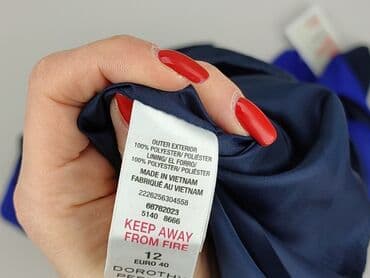 OUTER EXTERIOR
100% POLYESTER/ POLIÉSTER
LINING/ EL FORRO/
100% POLYESTER/ POLIÉSTER
MADE IN VIETNAM
FABRIQUÉ AU VIETNAM
2226256304558
66762023
5140 8666
KEEP AWAY
FROM FIRE
12
EURO 40
DOROTHY